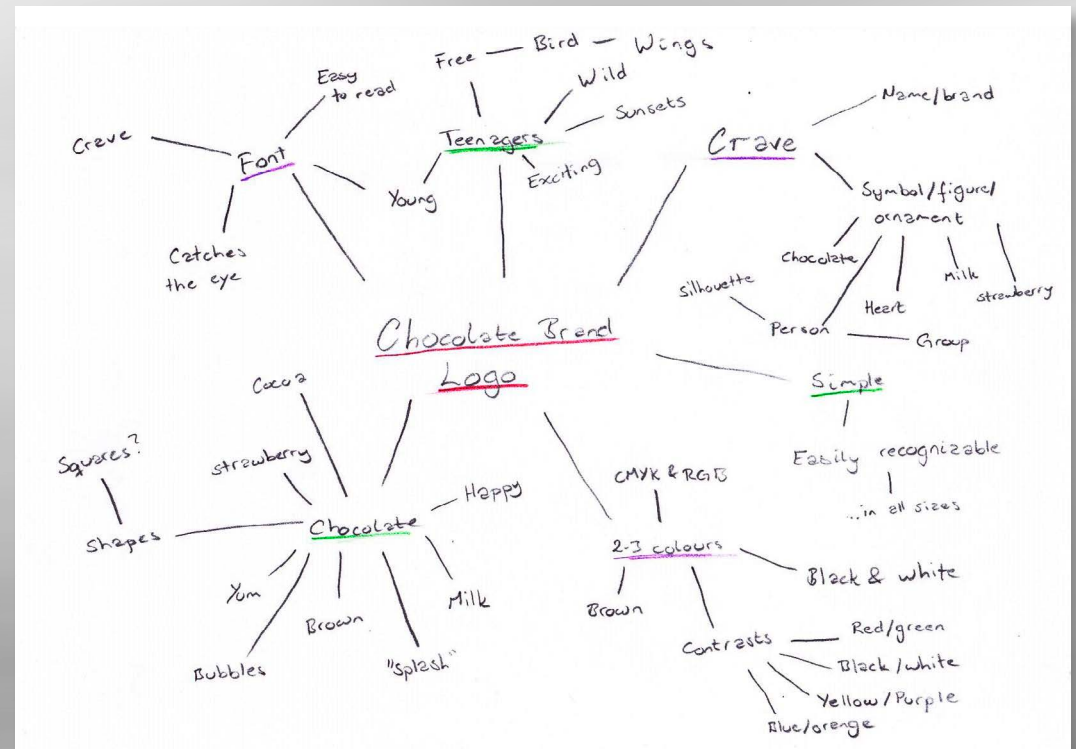 Chocolate Brand
Logo
Font
Crave
Easy
to read
Catches
the eye
Young
Teenagers
Free
Bird
Wings
Wild
Sunsets
Exciting
Crave
Name/brand
Symbol/figure/
ornament
Chocolate
Person
Silhouette
Group
Heart
Milk
strawberry
Simple
Easily recognizable
...in all sizes
2-3 colours
CMYK & RGB
Black & white
Brown
Contrasts
Red/green
Black/white
Yellow/Purple
Blue/orange
Chocolate
Cocoa
strawberry
Happy
Shapes
Squares?
Yum
Bubbles
Brown
"Splash"
Milk